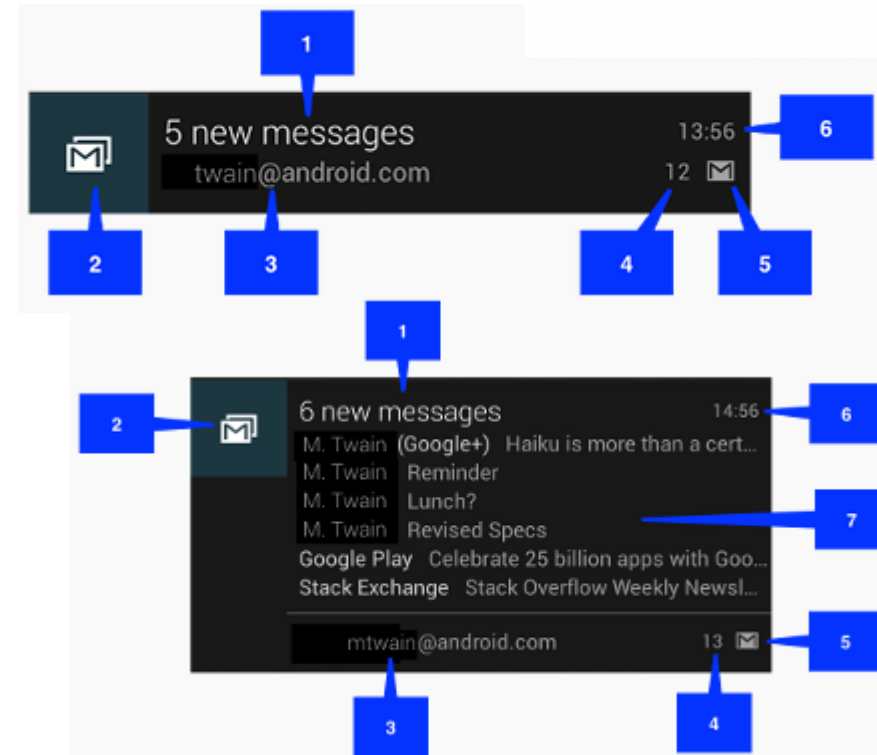 1
5 new messages 13:56 6
twain@android.com 12
2 3 4 5
1
6 new messages 14:56 6
2
M. Twain (Google+) Haiku is more than a cert...
M. Twain Reminder
M. Twain Lunch?
M. Twain Revised Specs 7
Google Play Celebrate 25 billion apps with Goo...
Stack Exchange Stack Overflow Weekly Newsl...
mtwain@android.com 13 5
3 4